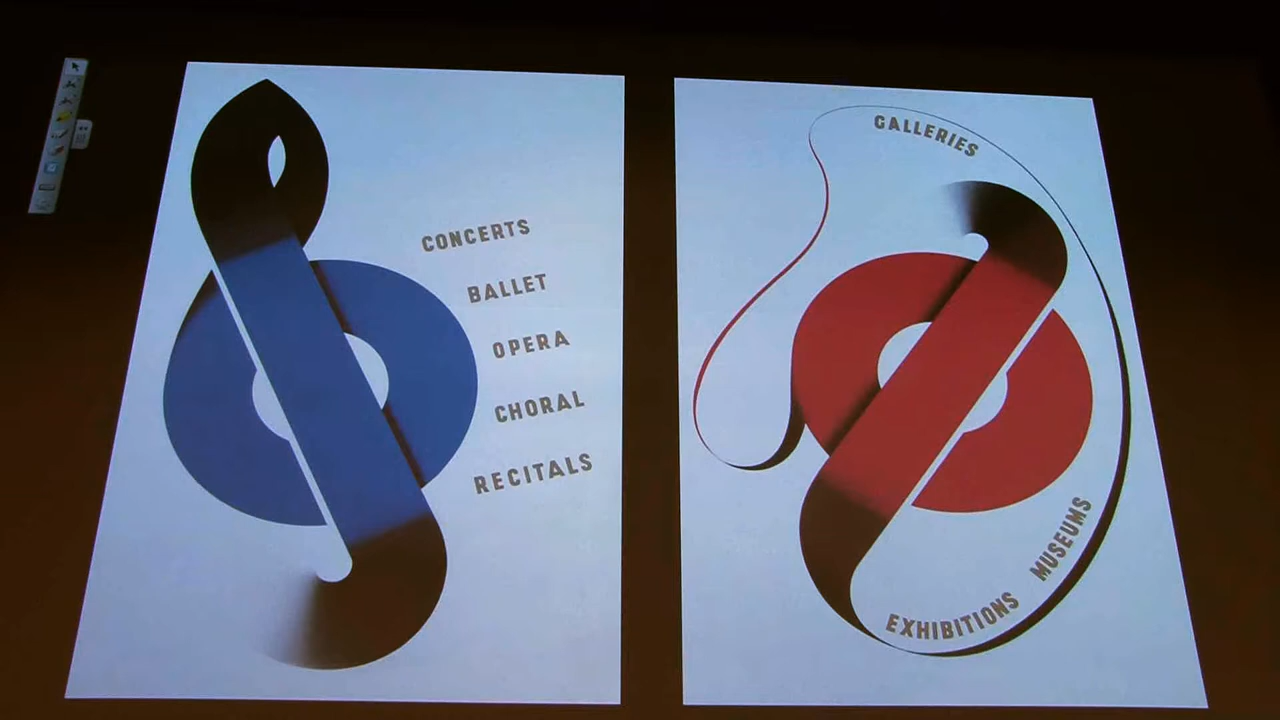 CONCERTS
BALLET
OPERA
CHORAL
RECITALS
GALLERIES
MUSEUMS
EXHIBITIONS